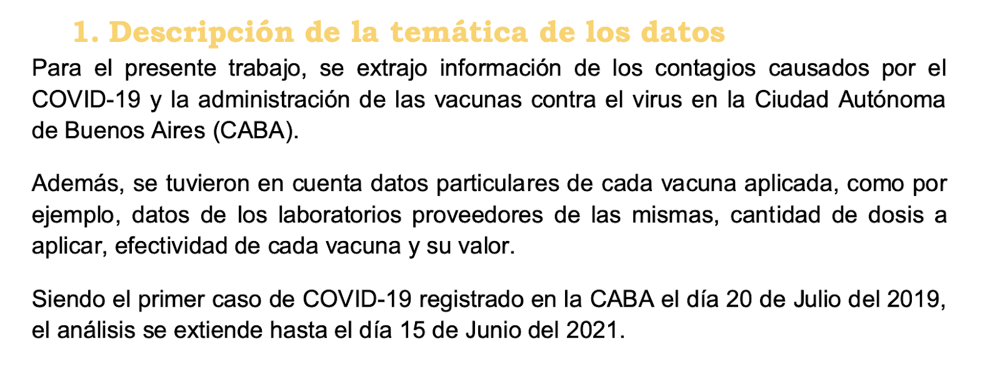 1. Descripción de la temática de los datos
Para el presente trabajo, se extrajo información de los contagios causados por el
COVID-19 y la administración de las vacunas contra el virus en la Ciudad Autónoma
de Buenos Aires (CABA).
Además, se tuvieron en cuenta datos particulares de cada vacuna aplicada, como por
ejemplo, datos de los laboratorios proveedores de las mismas, cantidad de dosis a
aplicar, efectividad de cada vacuna y su valor.
Siendo el primer caso de COVID-19 registrado en la CABA el día 20 de Julio del 2019,
el análisis se extiende hasta el día 15 de Junio del 2021.